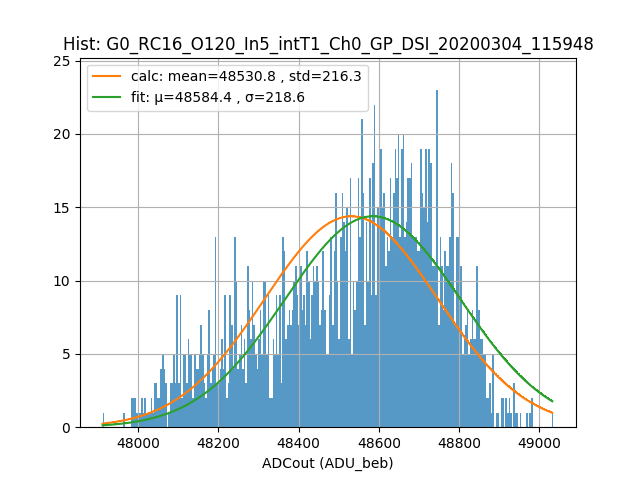 Hist: G0_RC16_O120_In5_intT1_Ch0_GP_DSI_20200304_115948
calc: mean=48530.8 , std=216.3
fit: μ=48584.4 , σ=218.6
25
20
15
10
5
0
48000 48200 48400 48600 48800 49000
ADCout (ADU_beb)